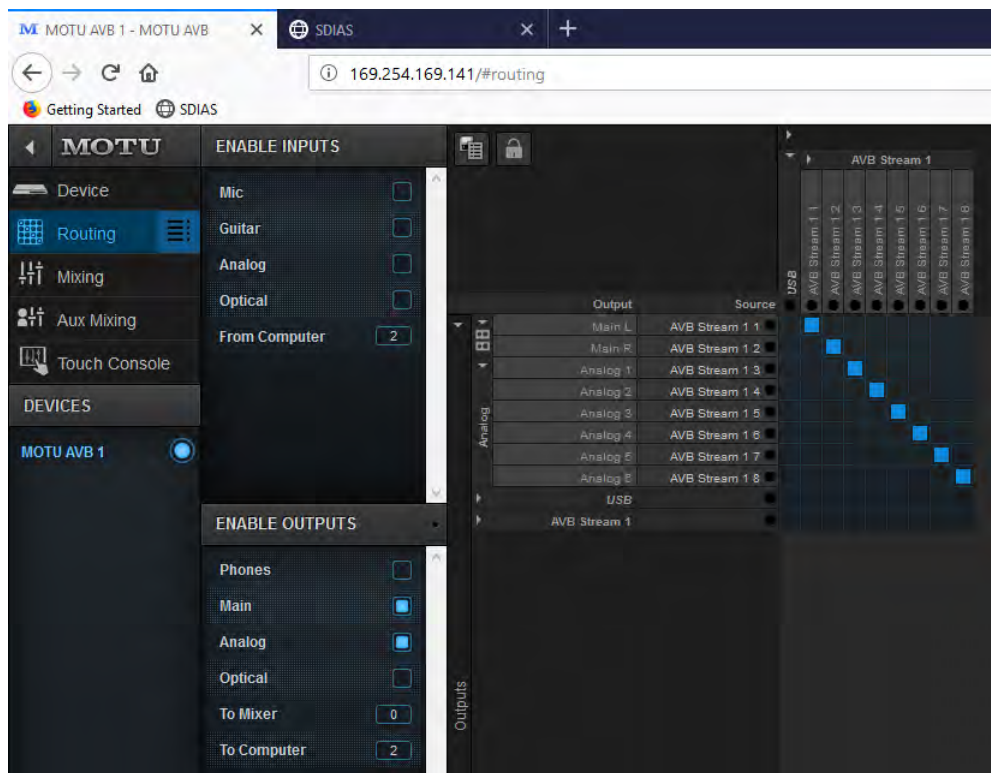 M MOTU AVB 1 - MOTU AVB
SDIAS
169.254.169.141/#routing
Getting Started
SDIAS
MOTU
Device
Routing
Mixing
Aux Mixing
Touch Console
DEVICES
MOTU AVB 1
ENABLE INPUTS
Mic
Guitar
Analog
Optical
From Computer 2
ENABLE OUTPUTS
Phones
Main
Analog
Optical
To Mixer 0
To Computer 2
AVB Stream 1
USB
AVB Stream 1 1
AVB Stream 1 2
AVB Stream 1 3
AVB Stream 1 4
AVB Stream 1 5
AVB Stream 1 6
AVB Stream 1 7
AVB Stream 1 8
Output Source
Main L AVB Stream 1 1
Main R AVB Stream 1 2
Analog 1 AVB Stream 1 3
Analog 2 AVB Stream 1 4
Analog 3 AVB Stream 1 5
Analog 4 AVB Stream 1 6
Analog 5 AVB Stream 1 7
Analog 6 AVB Stream 1 8
USB
AVB Stream 1
Analog
Outputs